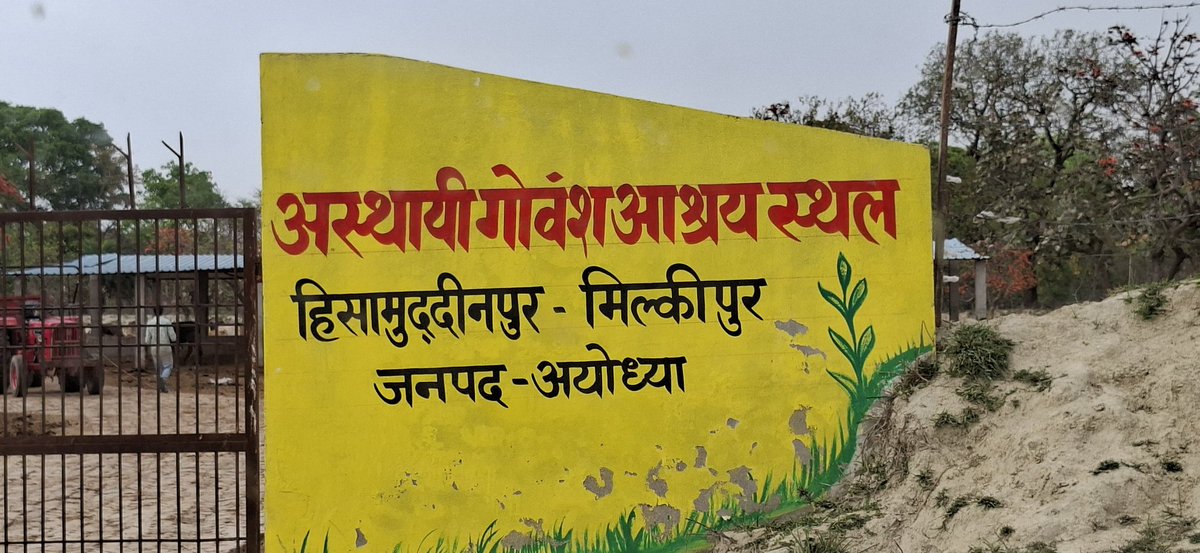 अस्थायी गोवंश आश्रय स्थल
हिसामुद्‌दीनपुर - मिल्कीपुर
जनपद - अयोध्या